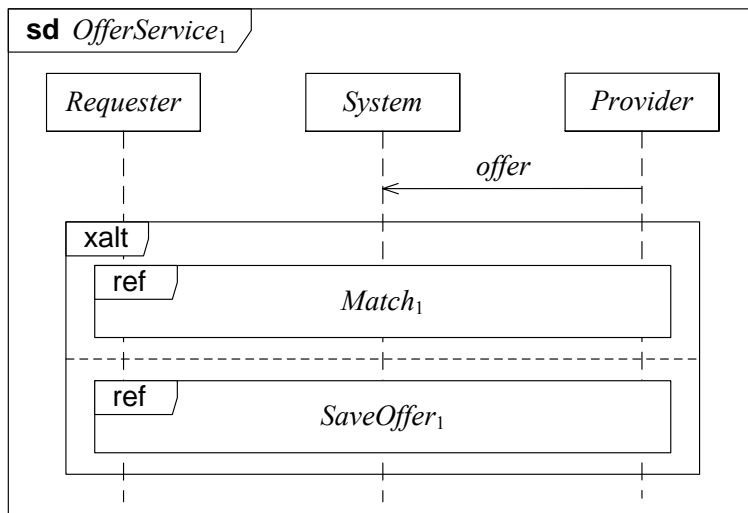 sd OfferService₁
Requester System Provider
offer
xalt
ref
Match₁
ref
SaveOffer₁